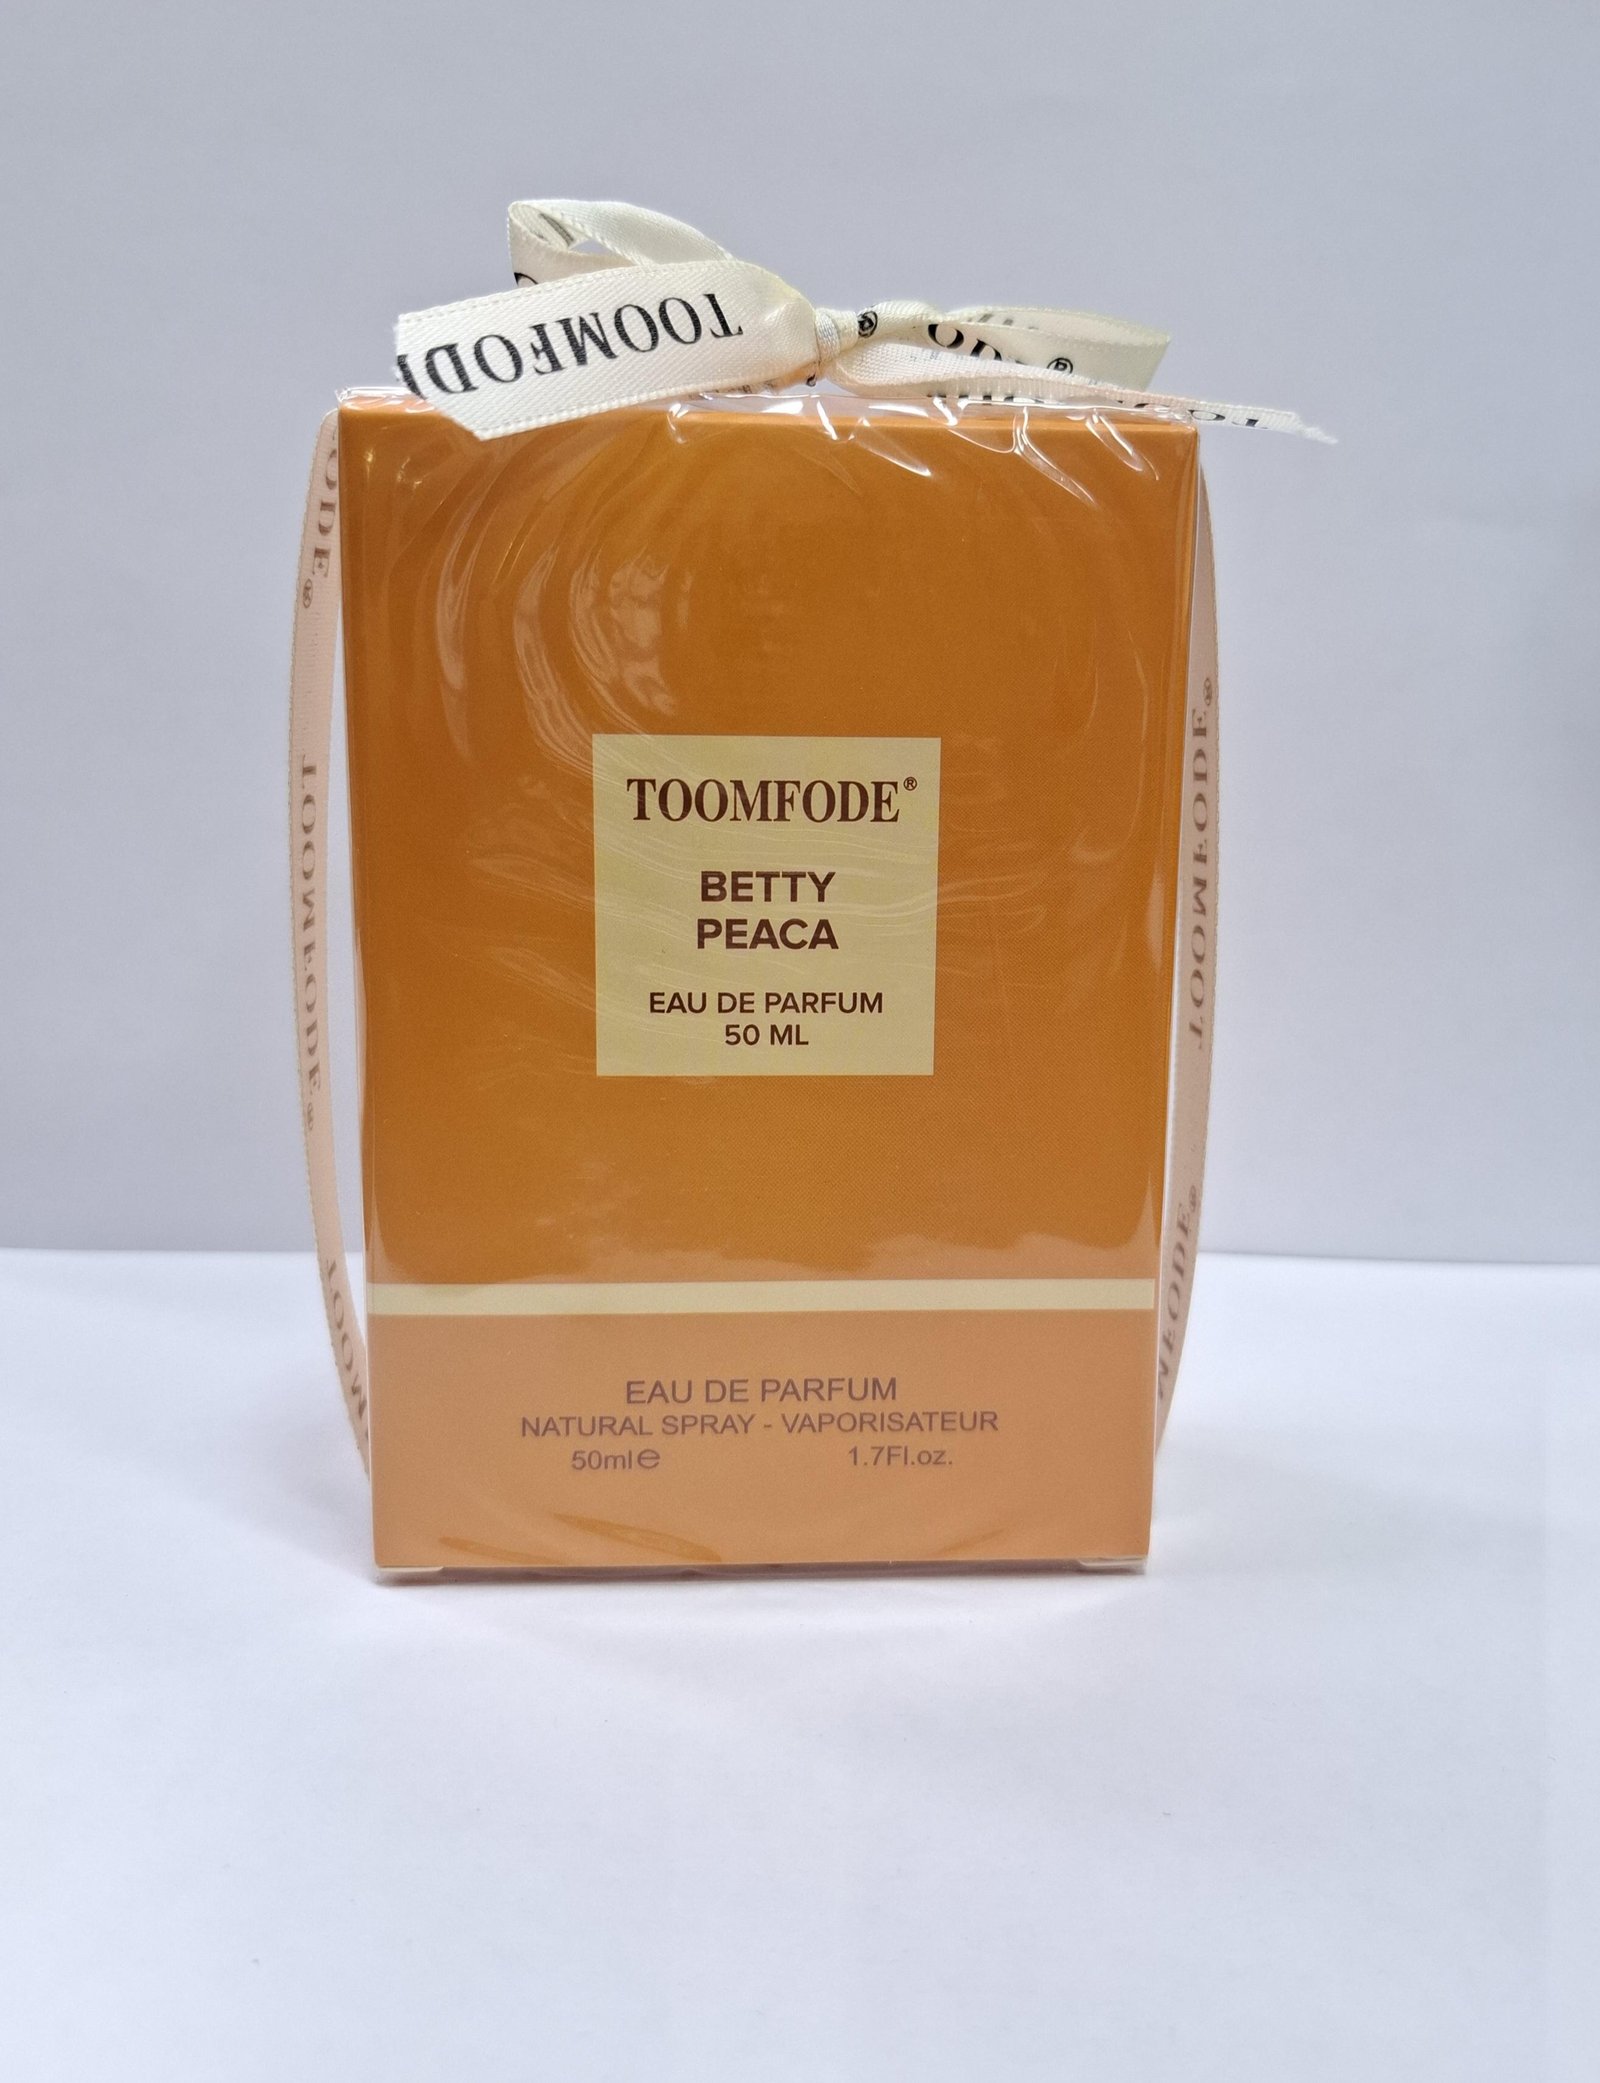 TOOMFODE
TOOMFODE®
BETTY
PEACA
EAU DE PARFUM
50 ML
TOOMFODE®
TOOMFODE®
EAU DE PARFUM
NATURAL SPRAY - VAPORISATEUR
50ml℮ 1.7Fl.oz.